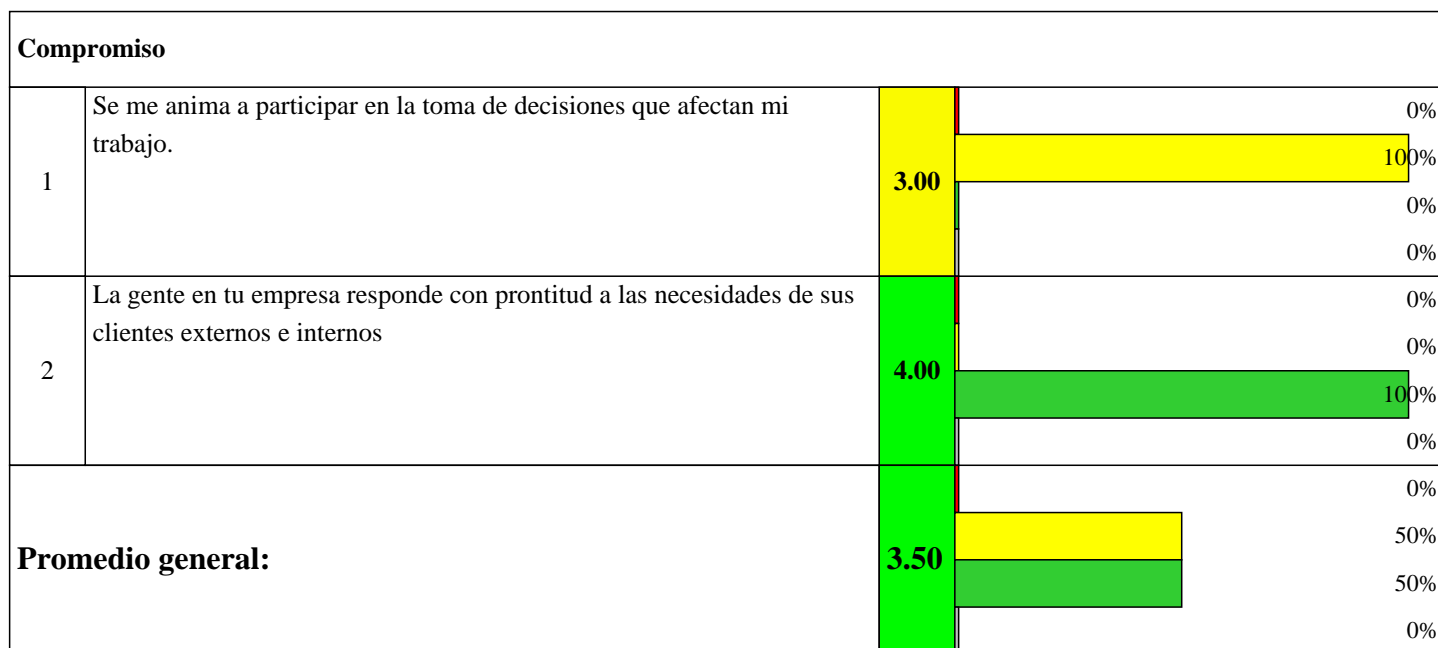 Compromiso
1
Se me anima a participar en la toma de decisiones que afectan mi
trabajo.
3.00
0%
100%
0%
0%
2
La gente en tu empresa responde con prontitud a las necesidades de sus
clientes externos e internos
4.00
0%
0%
100%
0%
Promedio general:
3.50
0%
50%
50%
0%